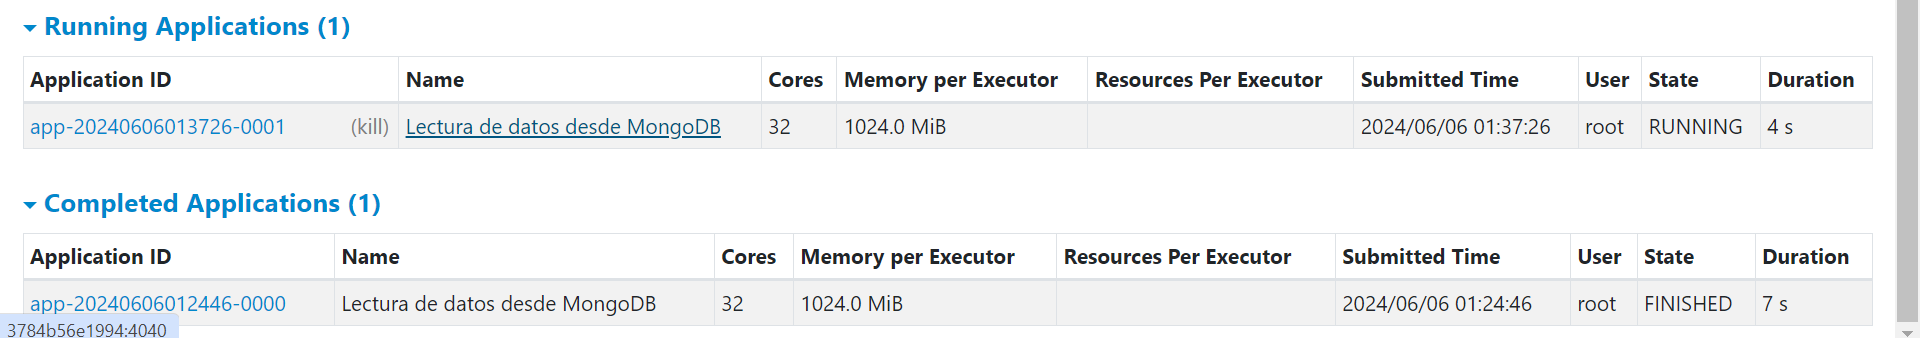 Running Applications (1)
Application ID Name Cores Memory per Executor Resources Per Executor Submitted Time User State Duration
app-20240606013726-0001 (kill) Lectura de datos desde MongoDB 32 1024.0 MiB 2024/06/06 01:37:26 root RUNNING 4 s
Completed Applications (1)
Application ID Name Cores Memory per Executor Resources Per Executor Submitted Time User State Duration
app-20240606012446-0000 Lectura de datos desde MongoDB 32 1024.0 MiB 2024/06/06 01:24:46 root FINISHED 7 s
3784b56e1994:4040